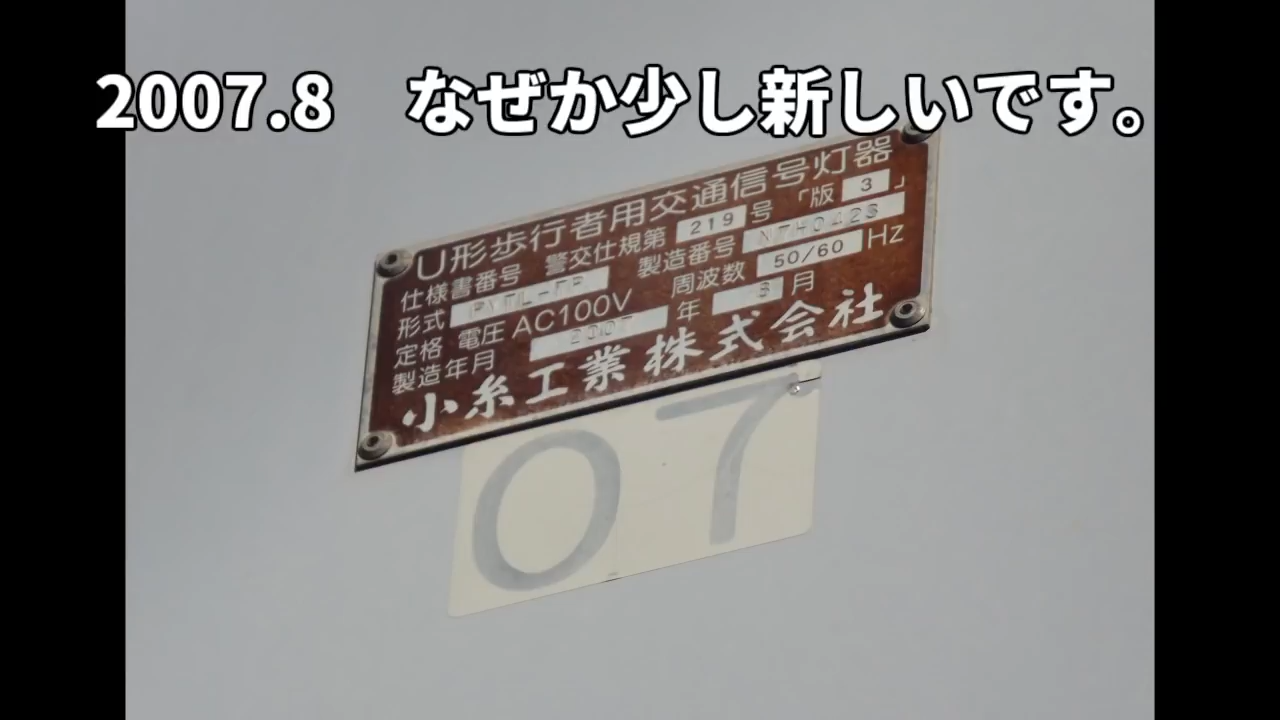 2007.8 なぜか少し新しいです。
U形歩行者用交通信号灯器
仕様書番号 警交仕規第 219 号 「版 3 」
形式 製造番号
定格 電圧 AC100V 周波数 50/60 Hz
製造年月 2007 年 8 月
小糸工業株式会社
07